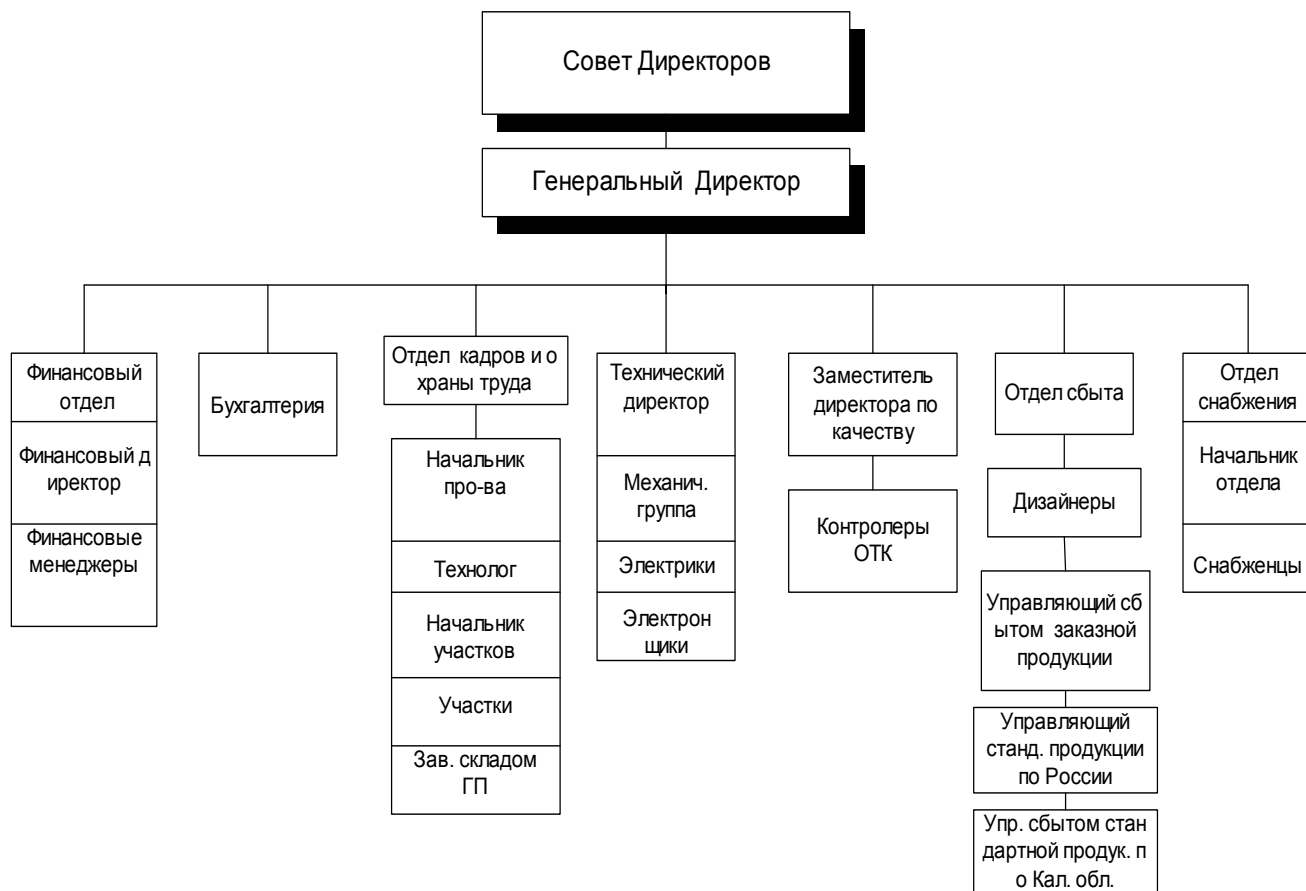 Совет Директоров
Генеральный Директор
Финансовый
отдел
Финансовый д
иректор
Финансовые
менеджеры
Бухгалтерия
Отдел кадров и о
храны труда
Начальник
про-ва
Технолог
Начальник
участков
Участки
Зав. складом
ГП
Технический
директор
Механич.
группа
Электрики
Электрон
щики
Заместитель
директора по
качеству
Контролеры
ОТК
Отдел сбыта
Дизайнеры
Управляющий сб
ытом заказной
продукции
Управляющий
станд. продукции
по России
Упр. сбытом стан
дартной продук. п
о Кал. обл.
Отдел
снабжения
Начальник
отдела
Снабженцы